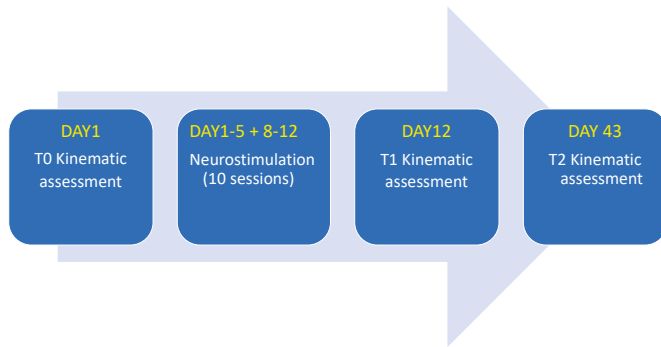 DAY1
T0 Kinematic
assessment
DAY1-5 + 8-12
Neurostimulation
(10 sessions)
DAY12
T1 Kinematic
assessment
DAY 43
T2 Kinematic
assessment